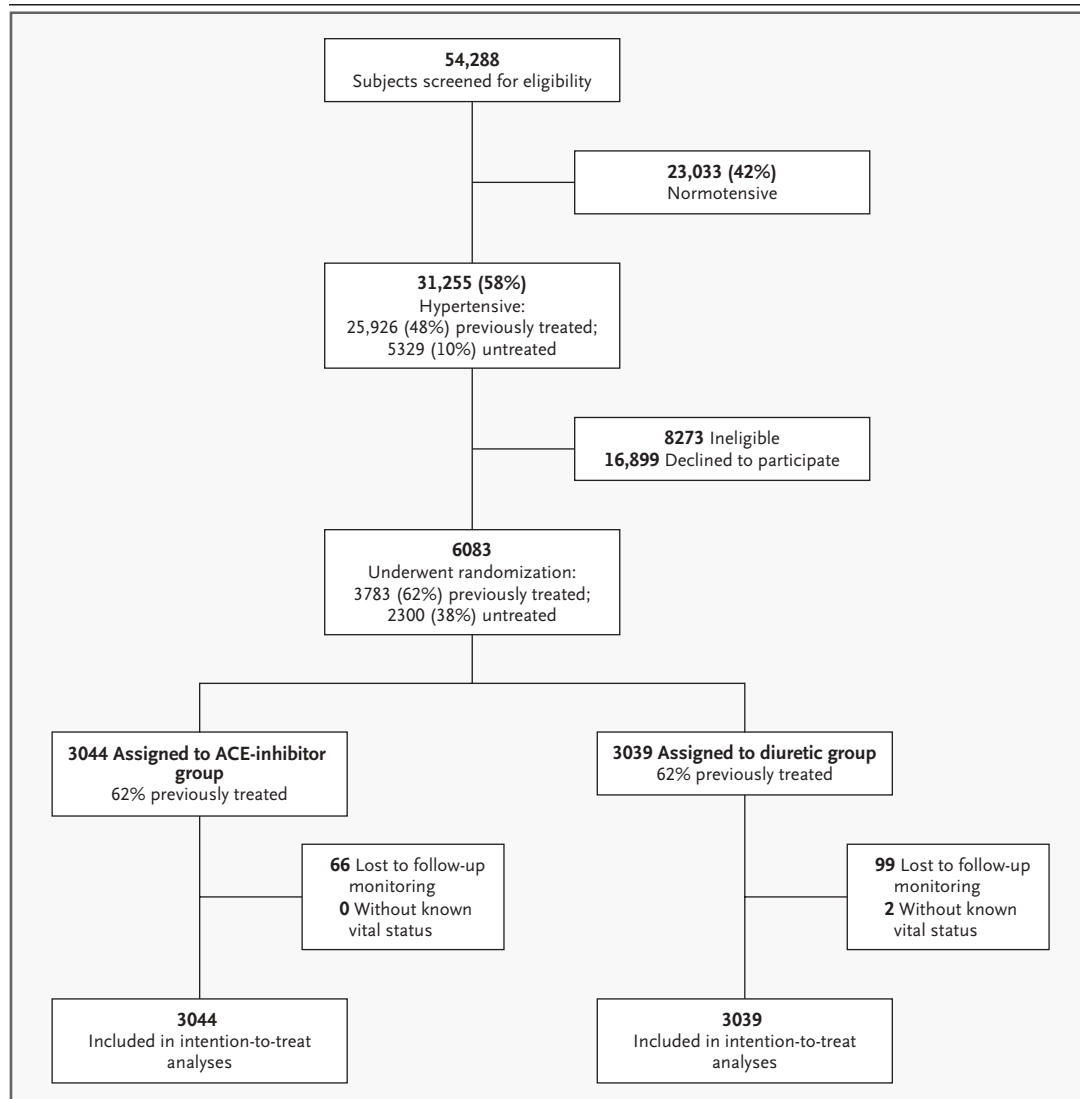 54,288
Subjects screened for eligibility
23,033 (42%)
Normotensive
31,255 (58%)
Hypertensive:
25,926 (48%) previously treated;
5329 (10%) untreated
8273 Ineligible
16,899 Declined to participate
6083
Underwent randomization:
3783 (62%) previously treated;
2300 (38%) untreated
3044 Assigned to ACE-inhibitor
group
62% previously treated
3039 Assigned to diuretic group
62% previously treated
66 Lost to follow-up
monitoring
0 Without known
vital status
99 Lost to follow-up
monitoring
2 Without known
vital status
3044
Included in intention-to-treat
analyses
3039
Included in intention-to-treat
analyses